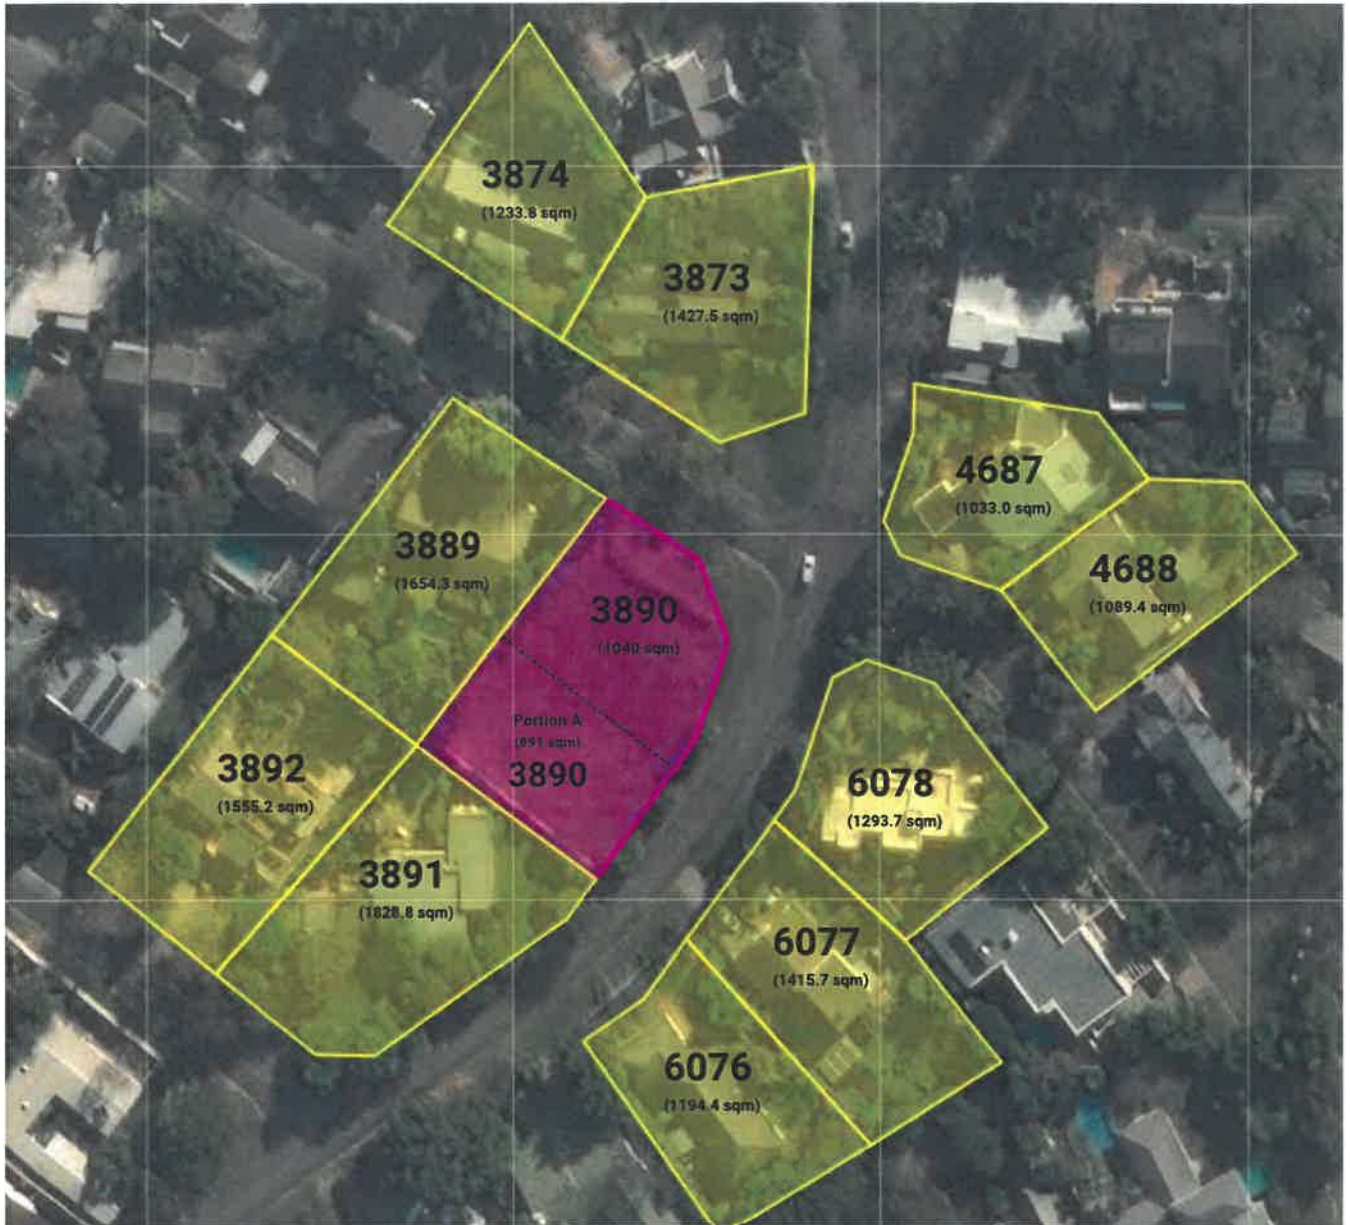 3874
(1233.8 sqm)
3873
(1427.5 sqm)
4687
(1033.0 sqm)
3889
(1654.3 sqm)
4688
(1089.4 sqm)
3890
(1040 sqm)
Portion A
(891 sqm)
3890
3892
(1555.2 sqm)
6078
(1293.7 sqm)
3891
(1828.8 sqm)
6077
(1415.7 sqm)
6076
(1194.4 sqm)